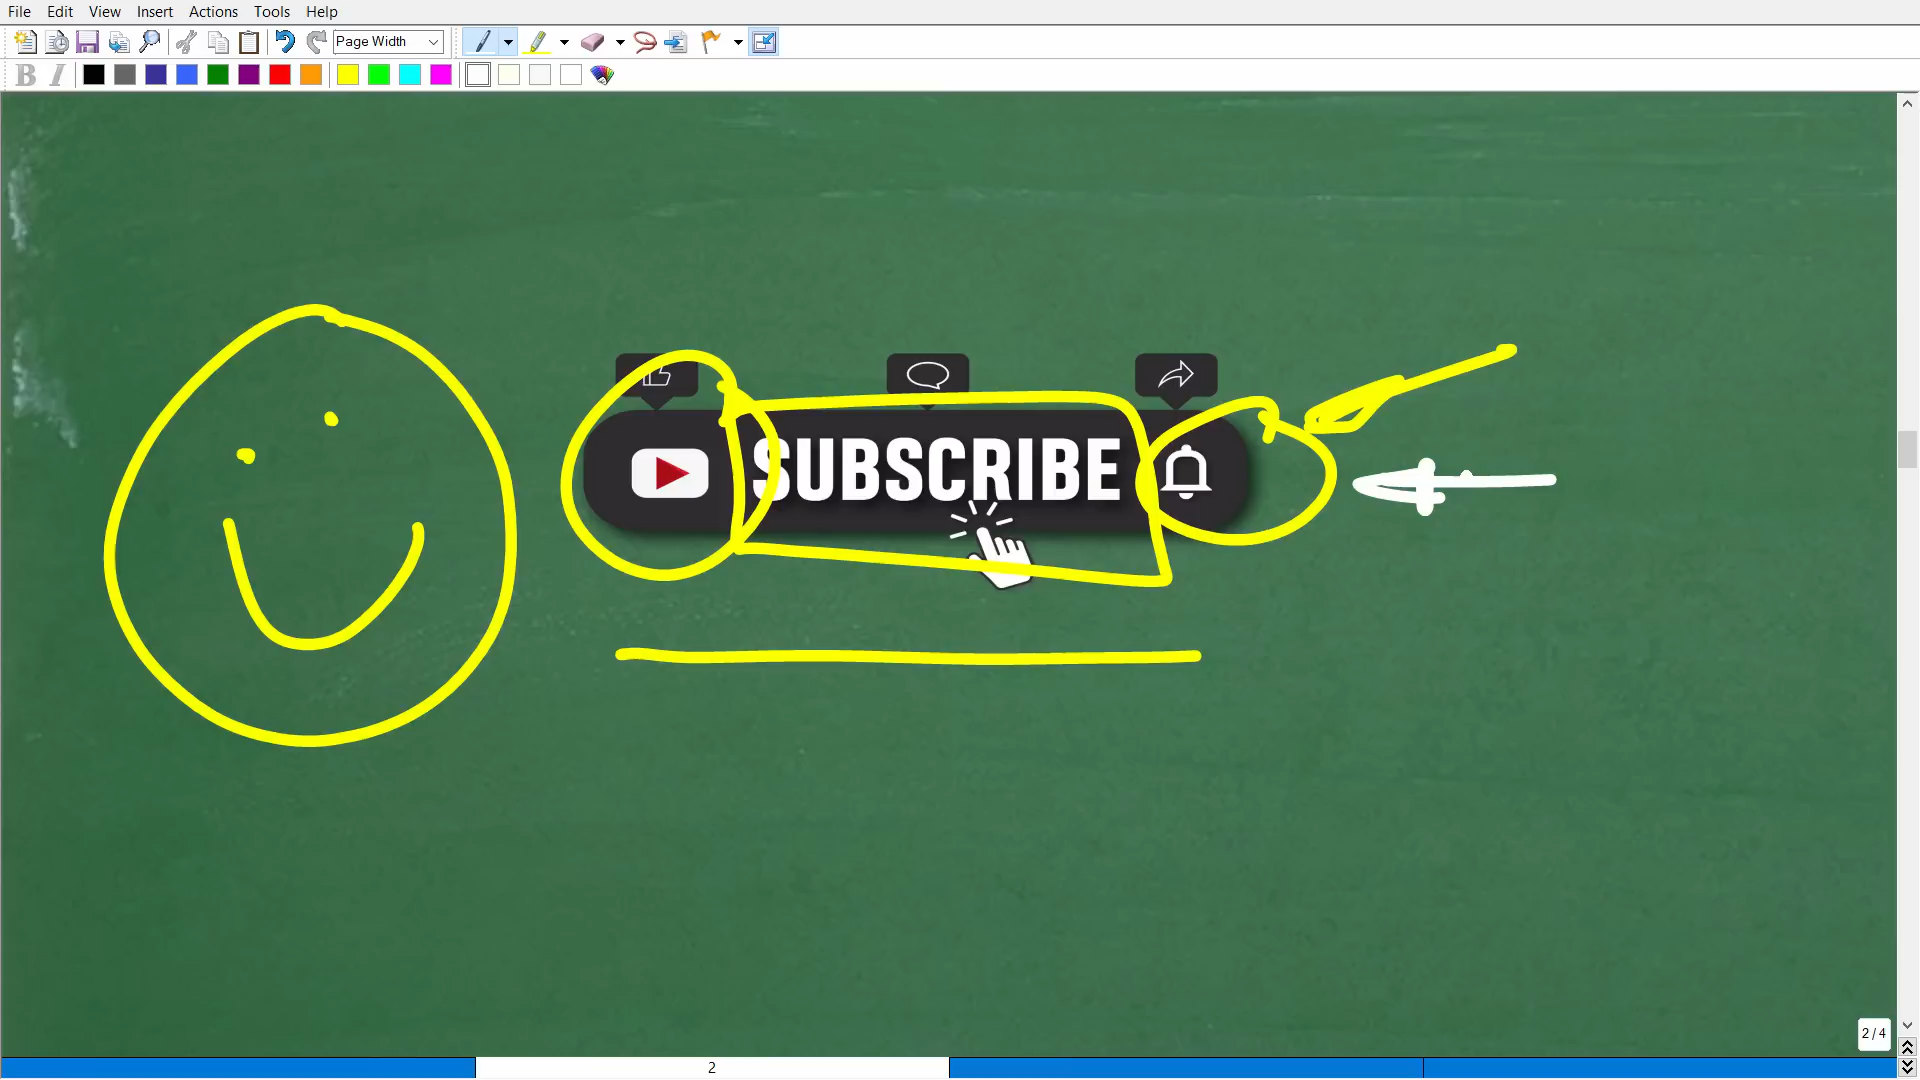 File Edit View Insert Actions Tools Help
Page Width
B I
SUBSCRIBE
2 / 4
2